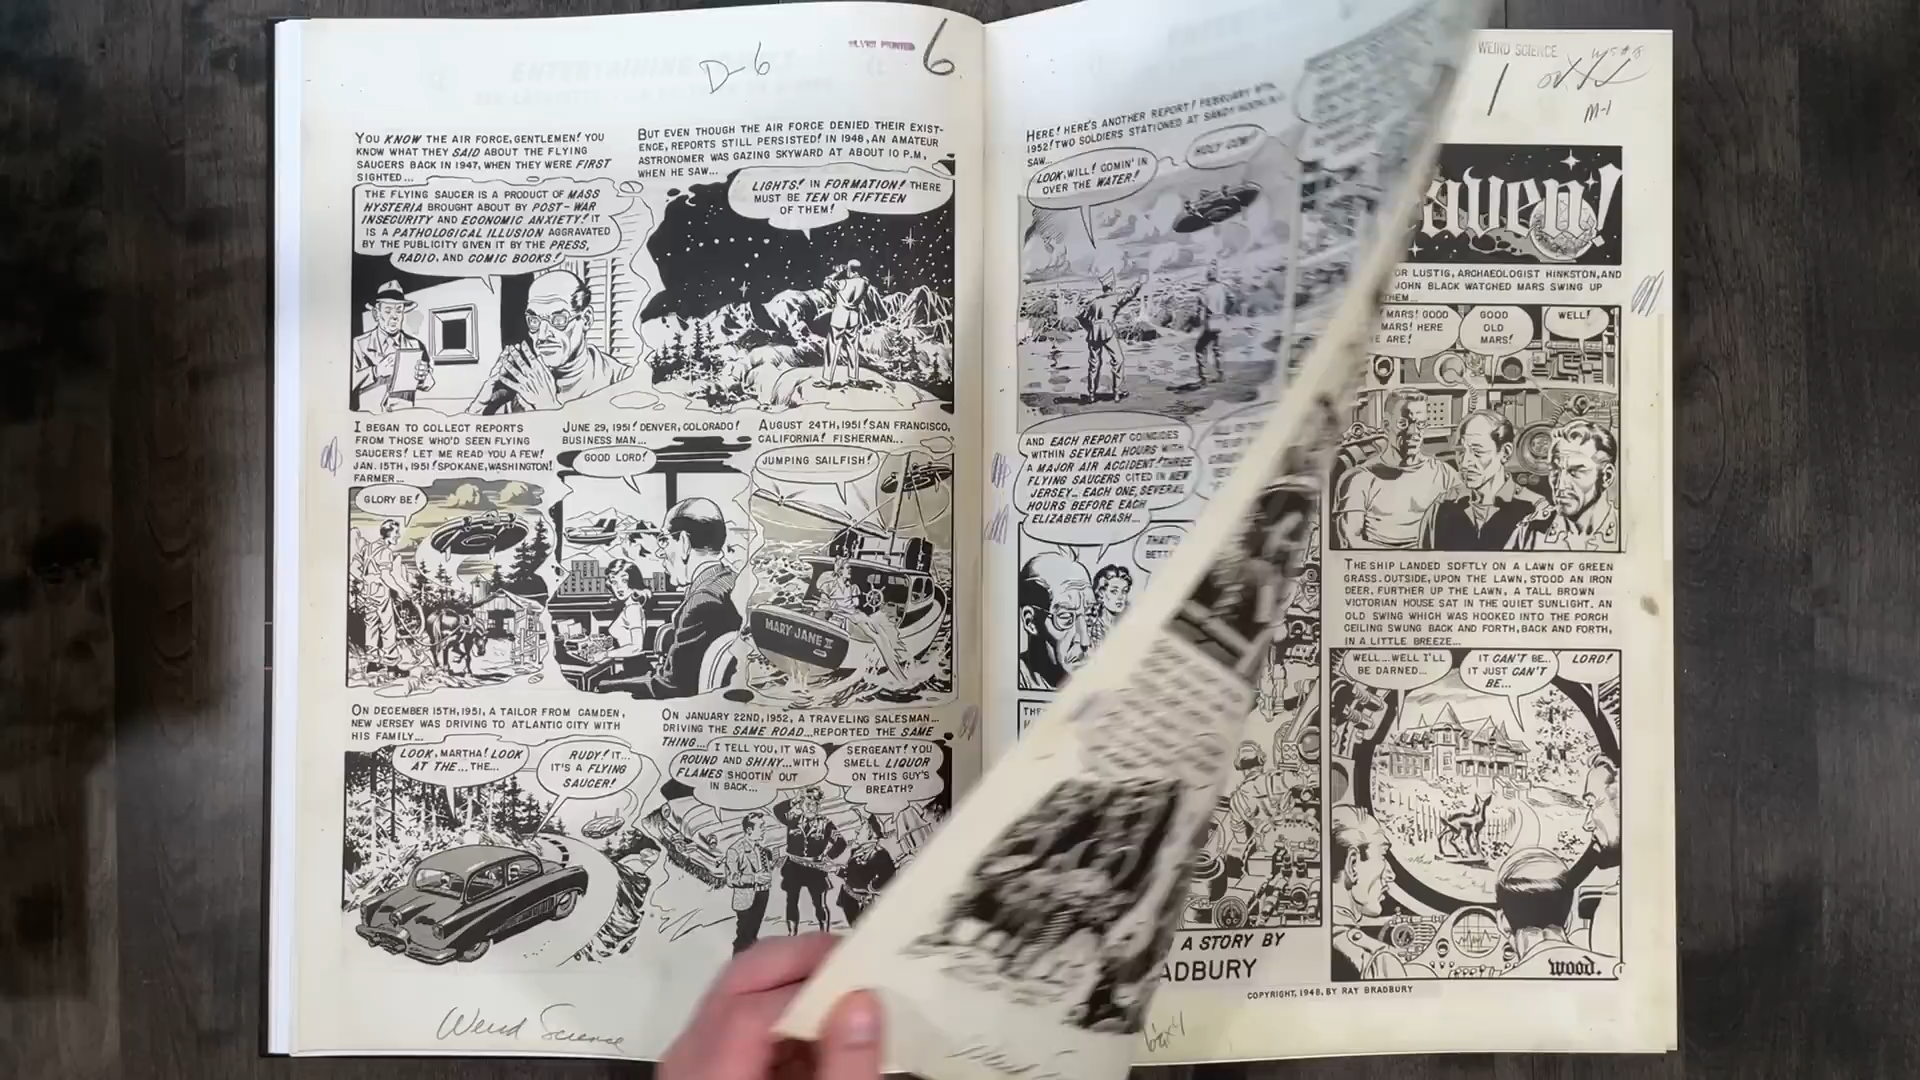 D-6
6
YOU KNOW THE AIR FORCE, GENTLEMEN! YOU
KNOW WHAT THEY SAID ABOUT THE FLYING
SAUCERS BACK IN 1947, WHEN THEY WERE FIRST
SIGHTED...
THE FLYING SAUCER IS A PRODUCT OF MASS
HYSTERIA BROUGHT ABOUT BY POST-WAR
INSECURITY AND ECONOMIC ANXIETY! IT
IS A PATHOLOGICAL ILLUSION AGGRAVATED
BY THE PUBLICITY GIVEN IT BY THE PRESS,
RADIO, AND COMIC BOOKS!
BUT EVEN THOUGH THE AIR FORCE DENIED THEIR EXIST-
ENCE, REPORTS STILL PERSISTED! IN 1948, AN AMATEUR
ASTRONOMER WAS GAZING SKYWARD AT ABOUT 10 P.M.,
WHEN HE SAW...
LIGHTS! IN FORMATION! THERE
MUST BE TEN OR FIFTEEN
OF THEM!
I BEGAN TO COLLECT REPORTS
FROM THOSE WHO'D SEEN FLYING
SAUCERS! LET ME READ YOU A FEW!
JAN. 15TH, 1951! SPOKANE, WASHINGTON!
FARMER...
GLORY BE!
JUNE 29, 1951! DENVER, COLORADO!
BUSINESS MAN...
GOOD LORD!
AUGUST 24TH, 1951! SAN FRANCISCO,
CALIFORNIA! FISHERMAN...
JUMPING SAILFISH!
MARY JANE II
ON DECEMBER 15TH, 1951, A TAILOR FROM CAMDEN,
NEW JERSEY WAS DRIVING TO ATLANTIC CITY WITH
HIS FAMILY...
LOOK, MARTHA! LOOK
AT THE... THE...
RUDY! IT...
IT'S A FLYING
SAUCER!
ON JANUARY 22ND, 1952, A TRAVELING SALESMAN...
DRIVING THE SAME ROAD... REPORTED THE SAME
THING...
I TELL YOU, IT WAS
ROUND AND SHINY... WITH
FLAMES SHOOTIN' OUT
IN BACK...
SERGEANT! YOU
SMELL LIQUOR
ON THIS GUY'S
BREATH?
Weird Science
HERE! HERE'S ANOTHER REPORT! FEBRUARY 8TH,
1952! TWO SOLDIERS STATIONED AT SANDY HOOK, N.J.
SAW...
LOOK, WILL! COMIN' IN
OVER THE WATER!
HOLY COW!
AND EACH REPORT COINCIDES
WITHIN SEVERAL HOURS WITH
A MAJOR AIR ACCIDENT! THREE
FLYING SAUCERS CITED IN NEW
JERSEY... EACH ONE, SEVERAL
HOURS BEFORE EACH
ELIZABETH CRASH...
THAT'S
A STORY BY
ADBURY
WEIRD SCIENCE
1
M-1
aven!
OR LUSTIG, ARCHAEOLOGIST HINKSTON, AND
JOHN BLACK WATCHED MARS SWING UP
THEM...
MARS! GOOD
MARS! HERE
E ARE!
GOOD
OLD
MARS!
WELL!
THE SHIP LANDED SOFTLY ON A LAWN OF GREEN
GRASS. OUTSIDE, UPON THE LAWN, STOOD AN IRON
DEER. FURTHER UP THE LAWN, A TALL BROWN
VICTORIAN HOUSE SAT IN THE QUIET SUNLIGHT. AN
OLD SWING WHICH WAS HOOKED INTO THE PORCH
CEILING SWUNG BACK AND FORTH, BACK AND FORTH,
IN A LITTLE BREEZE...
WELL... WELL I'LL
BE DARNED...
IT CAN'T BE...
IT JUST CAN'T
BE...
LORD!
wood.
COPYRIGHT, 1948, BY RAY BRADBURY